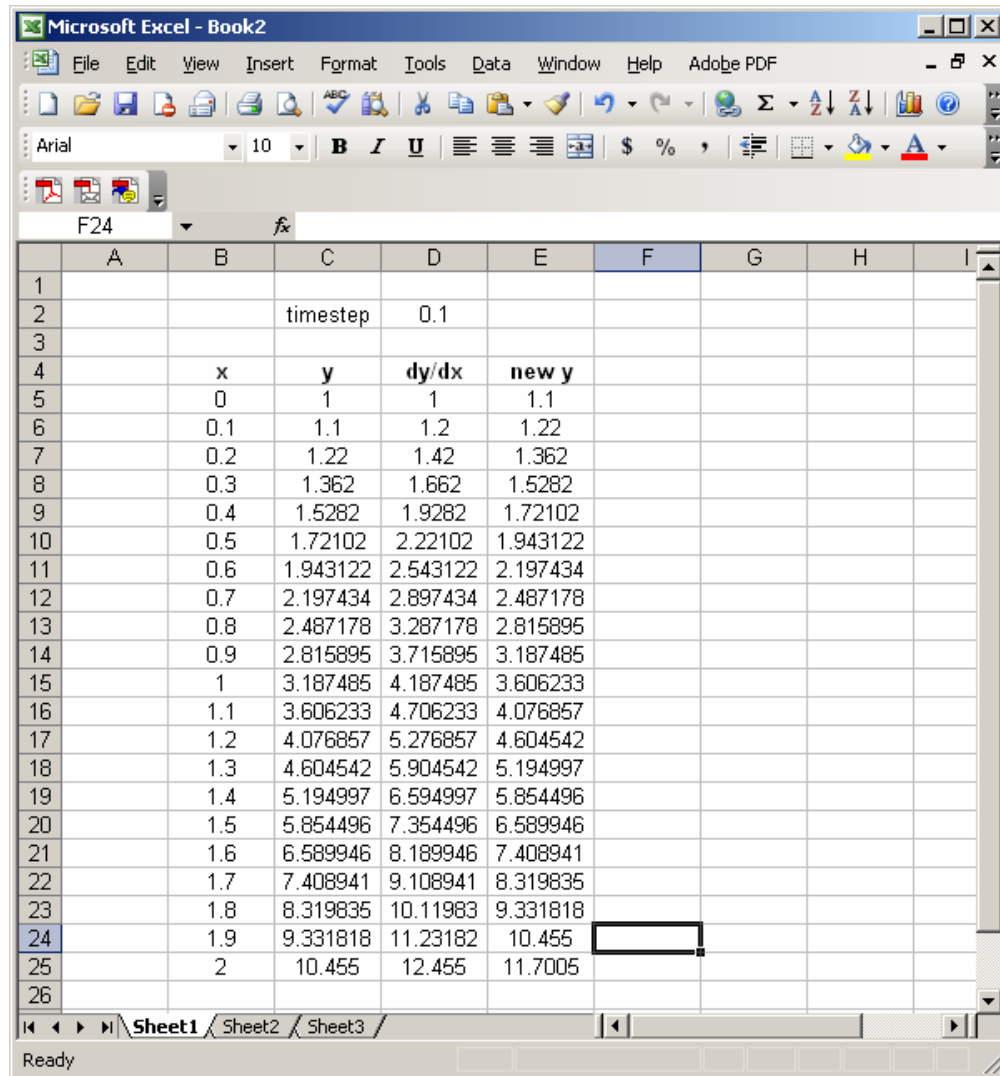 Microsoft Excel - Book2
File Edit View Insert Format Tools Data Window Help Adobe PDF
Arial 10 B I U $ % , A
F24 fx
A B C D E F G H I
1
2 timestep 0.1
3
4 x y dy/dx new y
5 0 1 1 1.1
6 0.1 1.1 1.2 1.22
7 0.2 1.22 1.42 1.362
8 0.3 1.362 1.662 1.5282
9 0.4 1.5282 1.9282 1.72102
10 0.5 1.72102 2.22102 1.943122
11 0.6 1.943122 2.543122 2.197434
12 0.7 2.197434 2.897434 2.487178
13 0.8 2.487178 3.287178 2.815895
14 0.9 2.815895 3.715895 3.187485
15 1 3.187485 4.187485 3.606233
16 1.1 3.606233 4.706233 4.076857
17 1.2 4.076857 5.276857 4.604542
18 1.3 4.604542 5.904542 5.194997
19 1.4 5.194997 6.594997 5.854496
20 1.5 5.854496 7.354496 6.589946
21 1.6 6.589946 8.189946 7.408941
22 1.7 7.408941 9.108941 8.319835
23 1.8 8.319835 10.11983 9.331818
24 1.9 9.331818 11.23182 10.455
25 2 10.455 12.455 11.7005
26
Sheet1 Sheet2 Sheet3
Ready